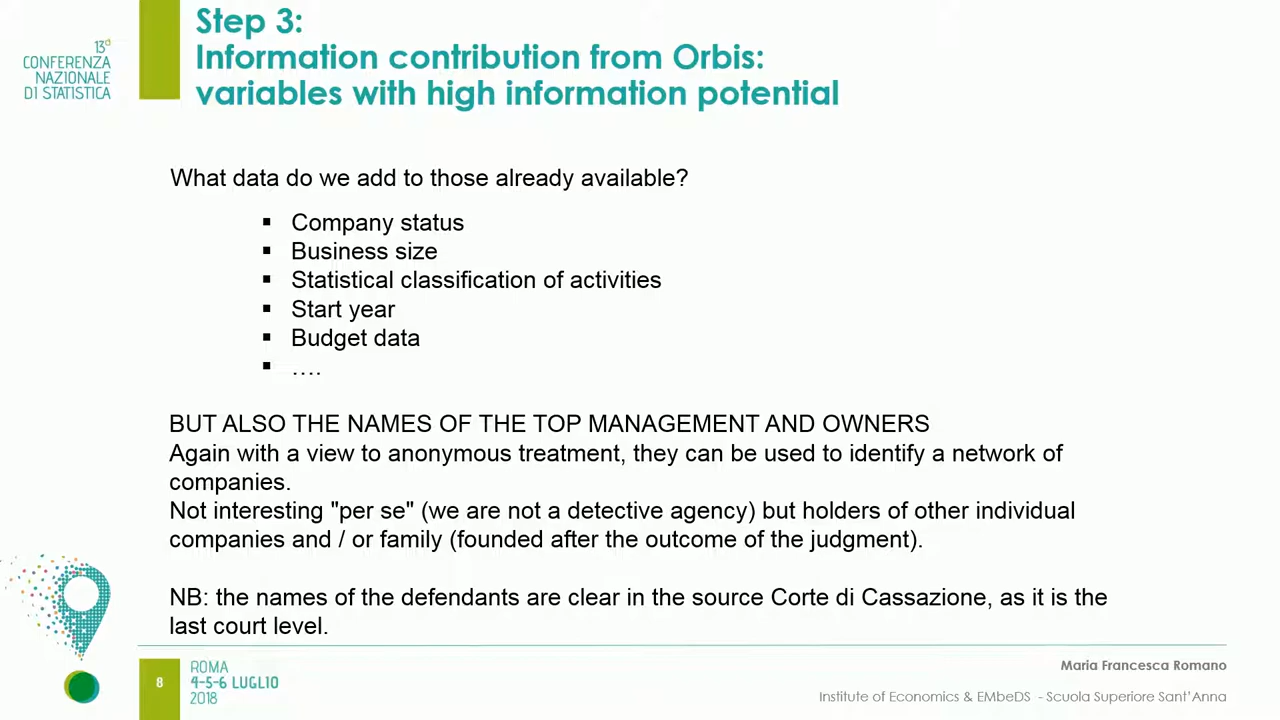 13ª
CONFERENZA
NAZIONALE
DI STATISTICA
Step 3:
Information contribution from Orbis:
variables with high information potential
What data do we add to those already available?
▪ Company status
▪ Business size
▪ Statistical classification of activities
▪ Start year
▪ Budget data
▪ ….
BUT ALSO THE NAMES OF THE TOP MANAGEMENT AND OWNERS
Again with a view to anonymous treatment, they can be used to identify a network of
companies.
Not interesting "per se" (we are not a detective agency) but holders of other individual
companies and / or family (founded after the outcome of the judgment).
NB: the names of the defendants are clear in the source Corte di Cassazione, as it is the
last court level.
8
ROMA
4-5-6 LUGLIO
2018
Maria Francesca Romano
Institute of Economics & EMbeDS - Scuola Superiore Sant'Anna